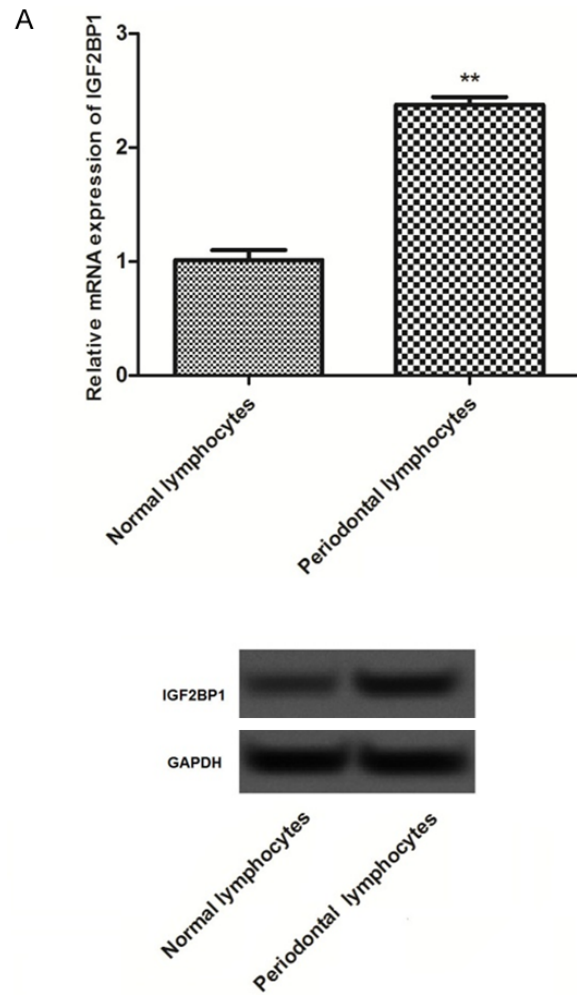 A
Relative mRNA expression of IGF2BP1
3
2
1
0
**
Normal lymphocytes
Periodontal lymphocytes
IGF2BP1
GAPDH
Normal lymphocytes
Periodontal lymphocytes